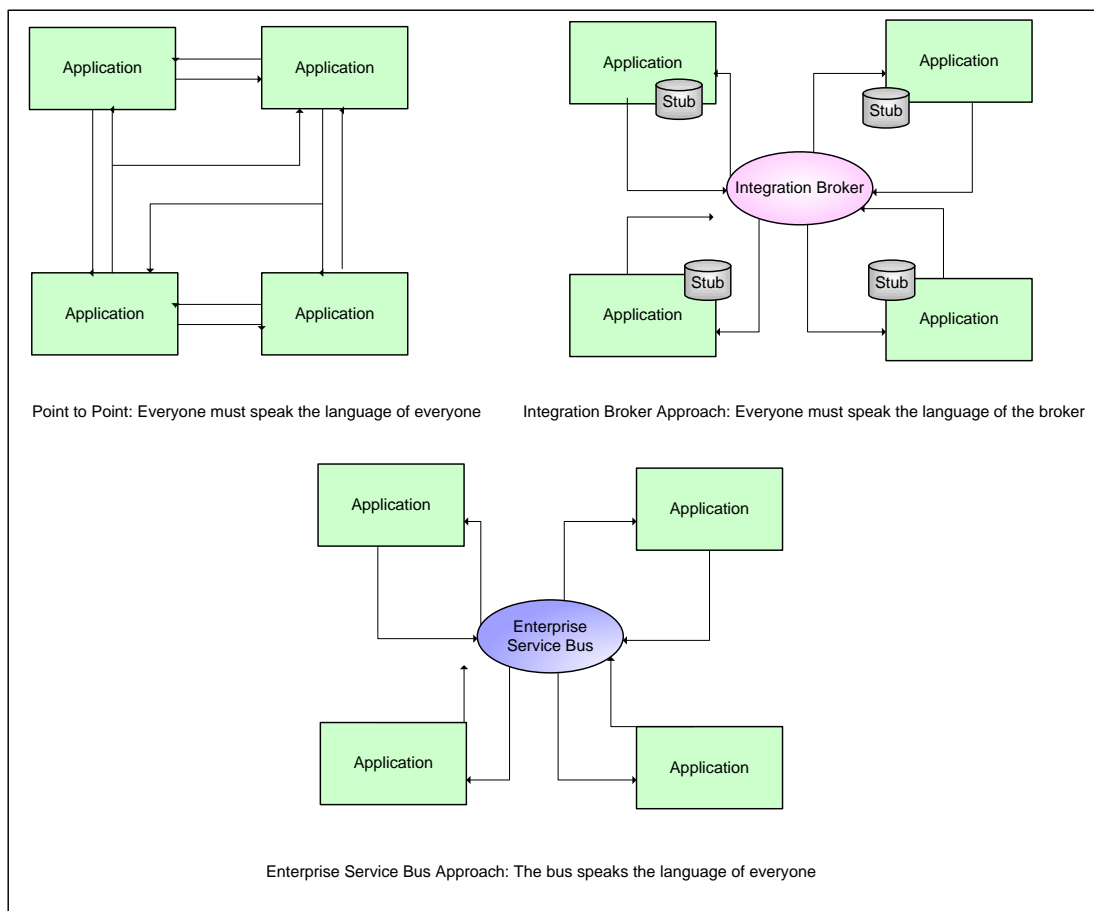 Application
Application
Application
Application
Point to Point: Everyone must speak the language of everyone
Application
Stub
Application
Stub
Integration Broker
Application
Stub
Application
Stub
Integration Broker Approach: Everyone must speak the language of the broker
Application
Application
Enterprise
Service Bus
Application
Application
Enterprise Service Bus Approach: The bus speaks the language of everyone